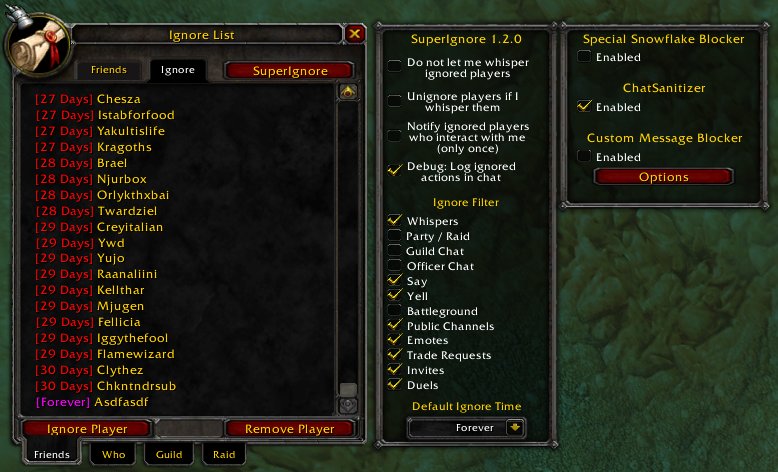 Ignore List
Friends
Ignore
SuperIgnore
[27 Days] Chesza
[27 Days] Istabforfood
[27 Days] Yakultislife
[27 Days] Kragoths
[28 Days] Brael
[28 Days] Njurbox
[28 Days] Orlykthxbai
[28 Days] Twardziel
[29 Days] Creyitalian
[29 Days] Ywd
[29 Days] Yujo
[29 Days] Raanaliini
[29 Days] Kellthar
[29 Days] Mjugen
[29 Days] Fellicia
[29 Days] Iggythefool
[29 Days] Flamewizard
[30 Days] Clythez
[30 Days] Chkntndrsub
[Forever] Asdfasdf
Ignore Player
Remove Player
Friends
Who
Guild
Raid
SuperIgnore 1.2.0
Do not let me whisper
ignored players
Unignore players if I
whisper them
Notify ignored players
who interact with me
(only once)
Debug: Log ignored
actions in chat
Ignore Filter
Whispers
Party / Raid
Guild Chat
Officer Chat
Say
Yell
Battleground
Public Channels
Emotes
Trade Requests
Invites
Duels
Default Ignore Time
Forever
Special Snowflake Blocker
Enabled
ChatSanitizer
Enabled
Custom Message Blocker
Enabled
Options